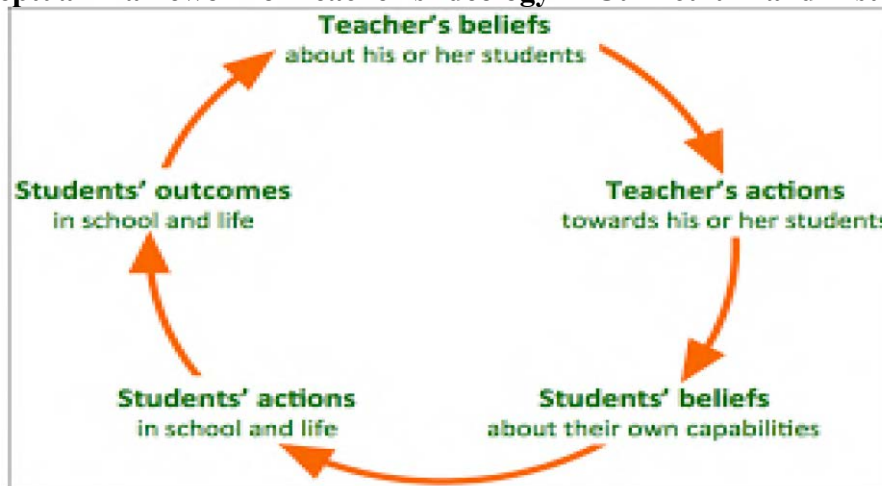 Teacher's beliefs
about his or her students
Students' outcomes
in school and life
Teacher's actions
towards his or her students
Students' actions
in school and life
Students' beliefs
about their own capabilities